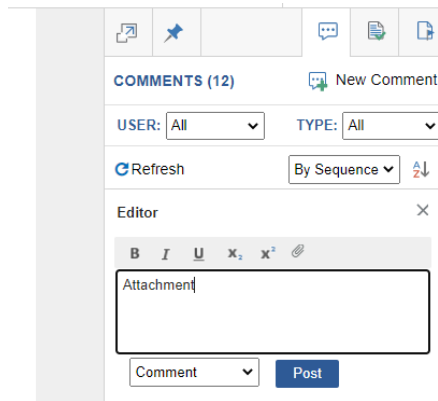 COMMENTS (12) New Comment
USER: All TYPE: All
Refresh By Sequence A Z
Editor
B I U X₂ X²
Attachment
Comment Post